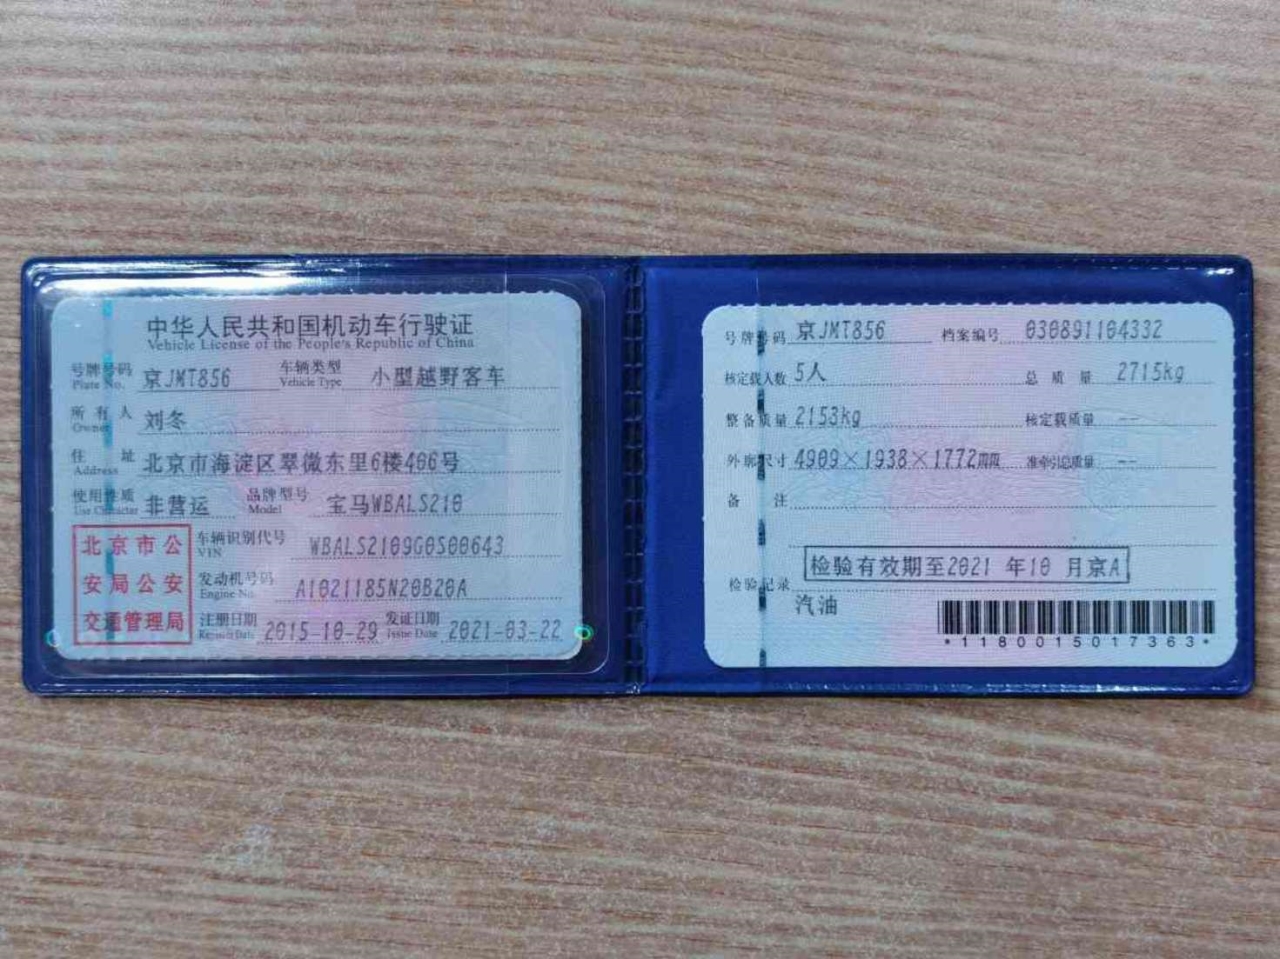 中华人民共和国机动车行驶证
Vehicle License of the People's Republic of China
号牌号码 京JMT856 车辆类型 小型越野客车
Plate No. Vehicle Type
所有人 刘冬
Owner
住址 北京市海淀区翠微东里6楼406号
Address
使用性质 非营运 品牌型号 宝马WBALS210
Use Character Model
北京市公安局公安交通管理局
车辆识别代号 WBALS2109G0500643
VIN
发动机号码 A1021185N20B20A
Engine No.
注册日期 2015-10-29 发证日期 2021-03-22
Register Date Issue Date
号牌号码 京JMT856 档案编号 030891104332
核定载人数 5人 总质量 2715kg
整备质量 2153kg 核定载质量 --
外廓尺寸 4909×1938×1772mm 准牵引总质量 --
备注
检验有效期至2021 年10 月京A
检验记录
汽油
*1180015017363*